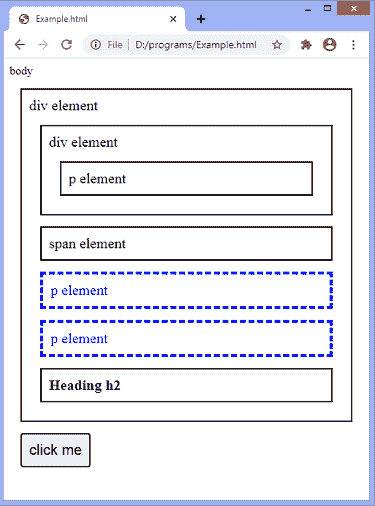 Example.html
File
D:/programs/Example.html
body
div element
div element
p element
span element
p element
p element
Heading h2
click me